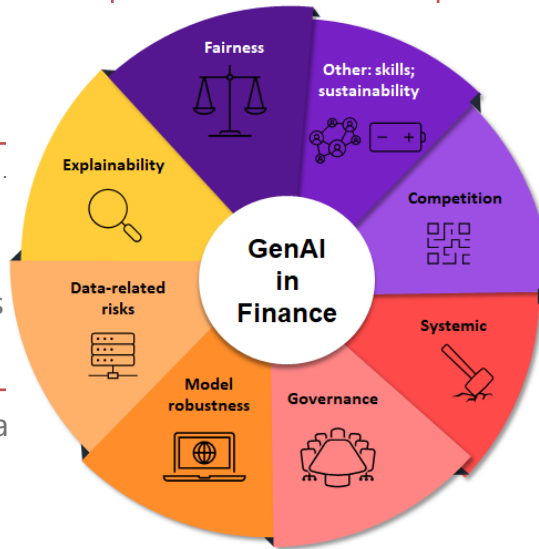 Fairness
Other: skills;
sustainability
Explainability
Competition
GenAI
in
Finance
Data-related
risks
s
Systemic
Model
robustness
Governance
a